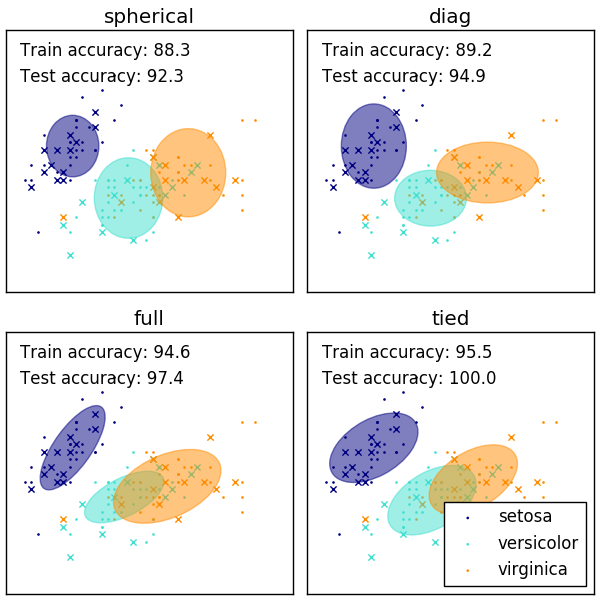 spherical
Train accuracy: 88.3
Test accuracy: 92.3
diag
Train accuracy: 89.2
Test accuracy: 94.9
full
Train accuracy: 94.6
Test accuracy: 97.4
tied
Train accuracy: 95.5
Test accuracy: 100.0
setosa
versicolor
virginica